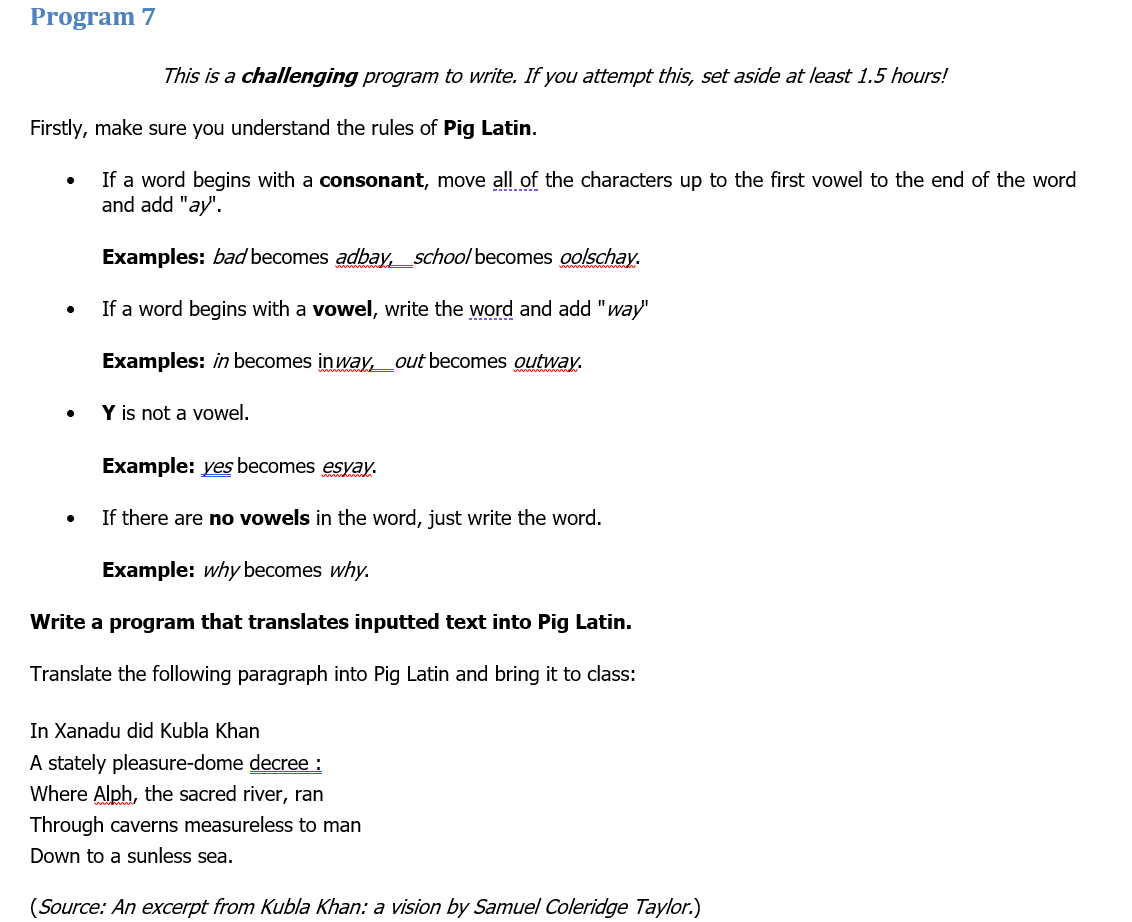 Program 7
This is a challenging program to write. If you attempt this, set aside at least 1.5 hours!
Firstly, make sure you understand the rules of Pig Latin.
• If a word begins with a consonant, move all of the characters up to the first vowel to the end of the word
and add "ay".
Examples: bad becomes adbay,  school becomes oolschay.
• If a word begins with a vowel, write the word and add "way"
Examples: in becomes inway,  out becomes outway.
• Y is not a vowel.
Example: yes becomes esyay.
• If there are no vowels in the word, just write the word.
Example: why becomes why.
Write a program that translates inputted text into Pig Latin.
Translate the following paragraph into Pig Latin and bring it to class:
In Xanadu did Kubla Khan
A stately pleasure-dome decree :
Where Alph, the sacred river, ran
Through caverns measureless to man
Down to a sunless sea.
(Source: An excerpt from Kubla Khan: a vision by Samuel Coleridge Taylor.)